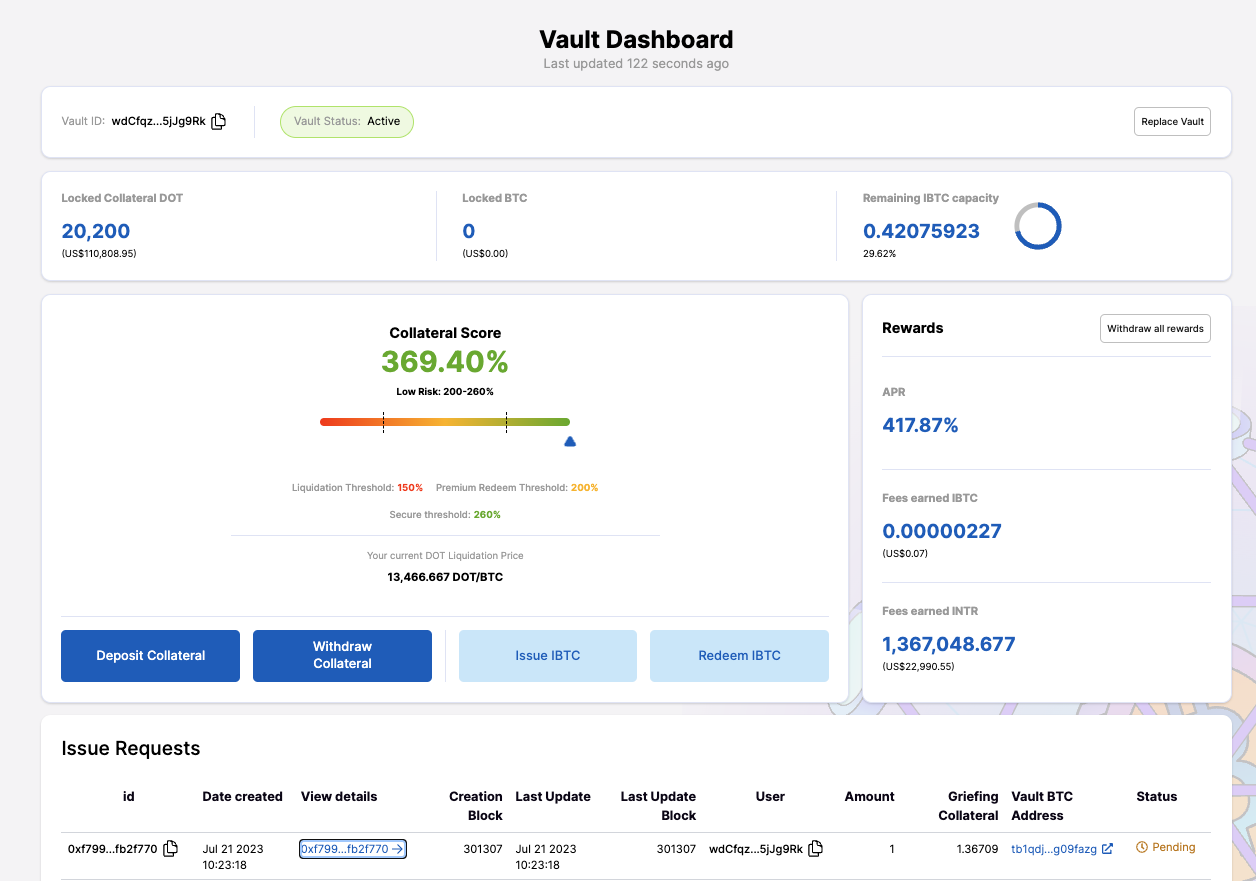 Vault Dashboard
Last updated 122 seconds ago
Vault ID: wdCfqz...5jJg9Rk
Vault Status: Active
Replace Vault
Locked Collateral DOT
20,200
(US$110,808.95)
Locked BTC
0
(US$0.00)
Remaining IBTC capacity
0.42075923
29.62%
Collateral Score
369.40%
Low Risk: 200-260%
Liquidation Threshold: 150% Premium Redeem Threshold: 200%
Secure threshold: 260%
Your current DOT Liquidation Price
13,466.667 DOT/BTC
Deposit Collateral
Withdraw
Collateral
Issue IBTC
Redeem IBTC
Rewards
Withdraw all rewards
APR
417.87%
Fees earned IBTC
0.00000227
(US$0.07)
Fees earned INTR
1,367,048.677
(US$22,990.55)
Issue Requests
id
Date created
View details
Creation
Block
Last Update
Last Update
Block
User
Amount
Griefing
Collateral
Vault BTC
Address
Status
0xf799...fb2f770
Jul 21 2023
10:23:18
0xf799...fb2f770
301307
Jul 21 2023
10:23:18
301307
wdCfqz...5jJg9Rk
1
1.36709
tb1qdj...g09fazg
Pending